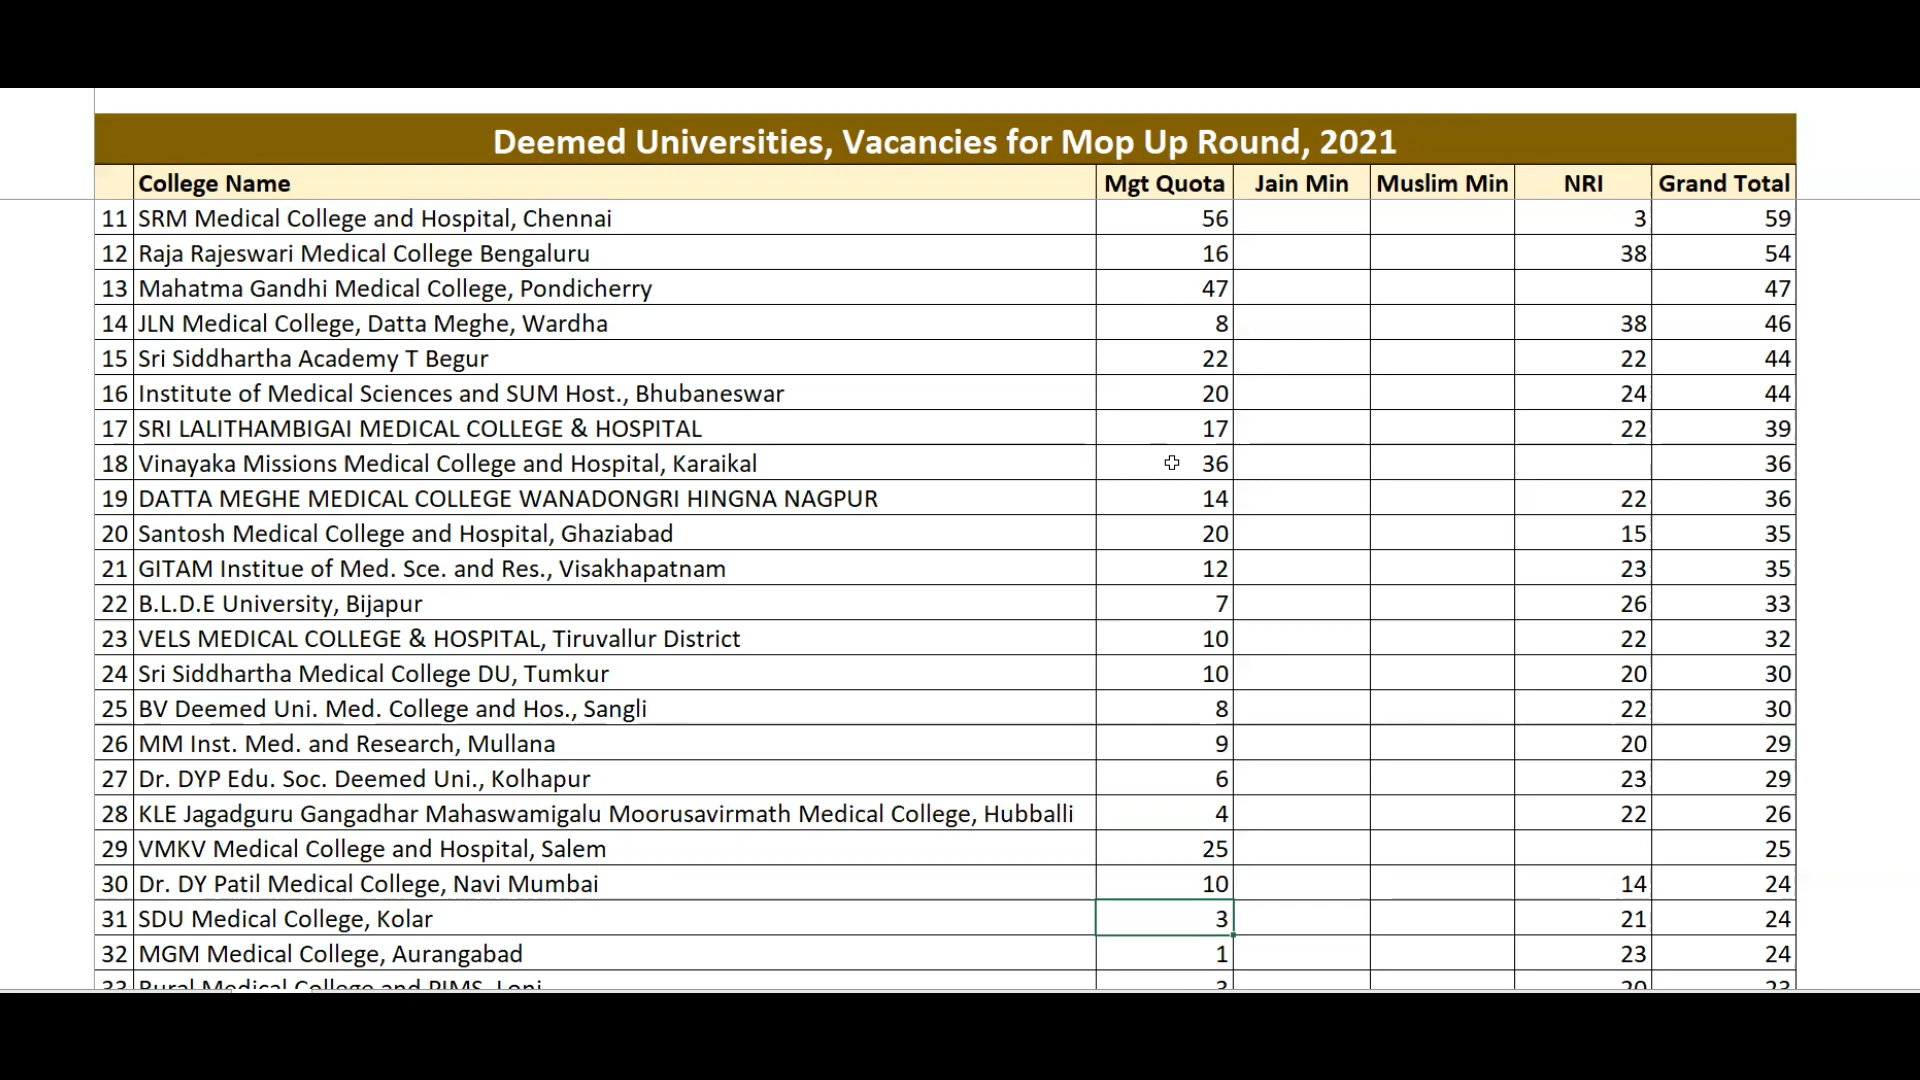 Deemed Universities, Vacancies for Mop Up Round, 2021
College Name Mgt Quota Jain Min Muslim Min NRI Grand Total
11 SRM Medical College and Hospital, Chennai 56 3 59
12 Raja Rajeswari Medical College Bengaluru 16 38 54
13 Mahatma Gandhi Medical College, Pondicherry 47 47
14 JLN Medical College, Datta Meghe, Wardha 8 38 46
15 Sri Siddhartha Academy T Begur 22 22 44
16 Institute of Medical Sciences and SUM Host., Bhubaneswar 20 24 44
17 SRI LALITHAMBIGAI MEDICAL COLLEGE & HOSPITAL 17 22 39
18 Vinayaka Missions Medical College and Hospital, Karaikal 36 36
19 DATTA MEGHE MEDICAL COLLEGE WANADONGRI HINGNA NAGPUR 14 22 36
20 Santosh Medical College and Hospital, Ghaziabad 20 15 35
21 GITAM Institue of Med. Sce. and Res., Visakhapatnam 12 23 35
22 B.L.D.E University, Bijapur 7 26 33
23 VELS MEDICAL COLLEGE & HOSPITAL, Tiruvallur District 10 22 32
24 Sri Siddhartha Medical College DU, Tumkur 10 20 30
25 BV Deemed Uni. Med. College and Hos., Sangli 8 22 30
26 MM Inst. Med. and Research, Mullana 9 20 29
27 Dr. DYP Edu. Soc. Deemed Uni., Kolhapur 6 23 29
28 KLE Jagadguru Gangadhar Mahaswamigalu Moorusavirmath Medical College, Hubballi 4 22 26
29 VMKV Medical College and Hospital, Salem 25 25
30 Dr. DY Patil Medical College, Navi Mumbai 10 14 24
31 SDU Medical College, Kolar 3 21 24
32 MGM Medical College, Aurangabad 1 23 24
33 Rural Medical College and PIMS, Loni 3 20 23